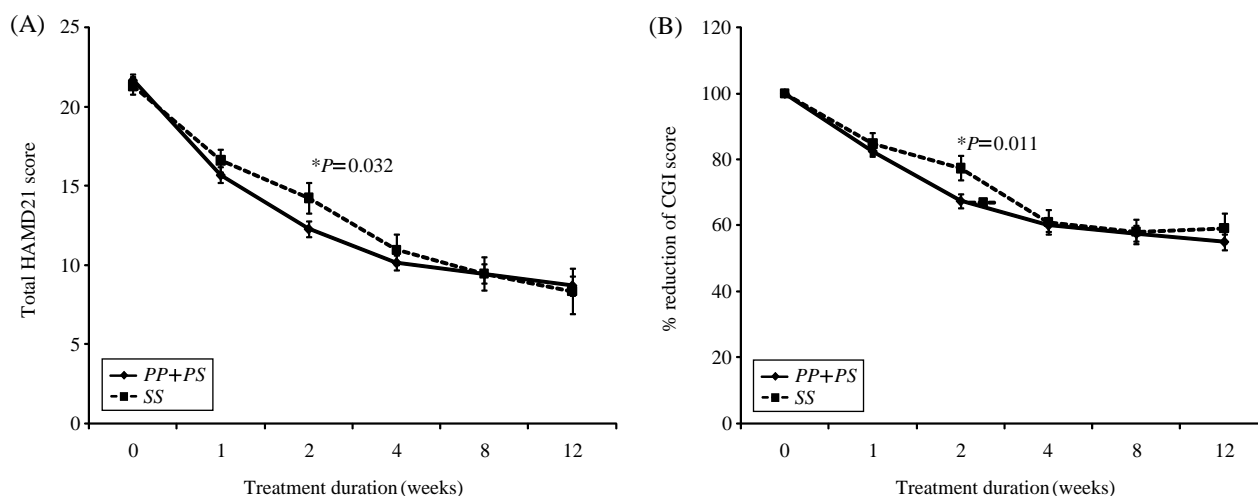 (A)
25
20
15
10
5
0
Total HAMD21 score
*P=0.032
PP+PS
SS
0 1 2 4 8 12
Treatment duration (weeks)
(B)
120
100
80
60
40
20
0
% reduction of CGI score
*P=0.011
PP+PS
SS
0 1 2 4 8 12
Treatment duration (weeks)